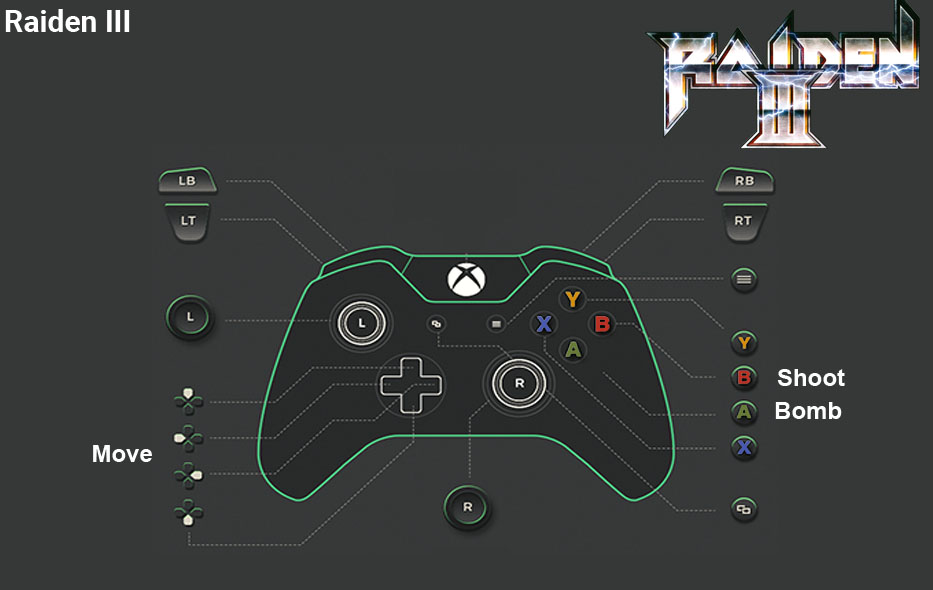 Raiden III
RAIDEN
III
LB
RB
LT
RT
L
L
Y
X
B
A
R
Y
B Shoot
A Bomb
X
Move
R